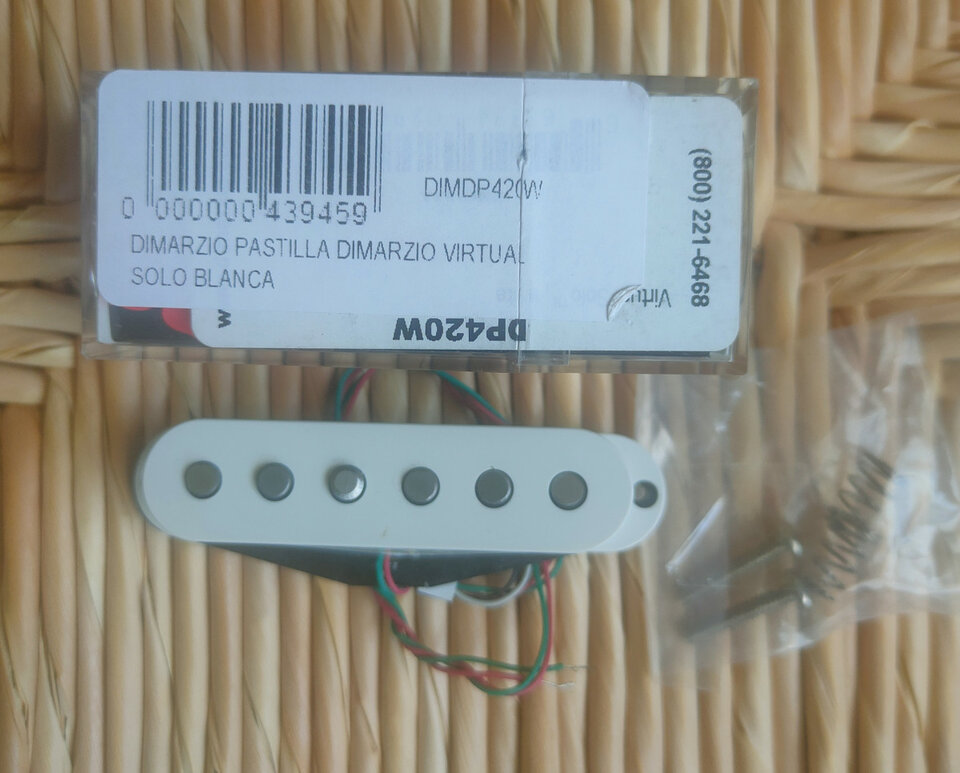 DIMDP420W
0 000000 439459
DIMARZIO PASTILLA DIMARZIO VIRTUAL
SOLO BLANCA
(800) 221-6468
DP420W